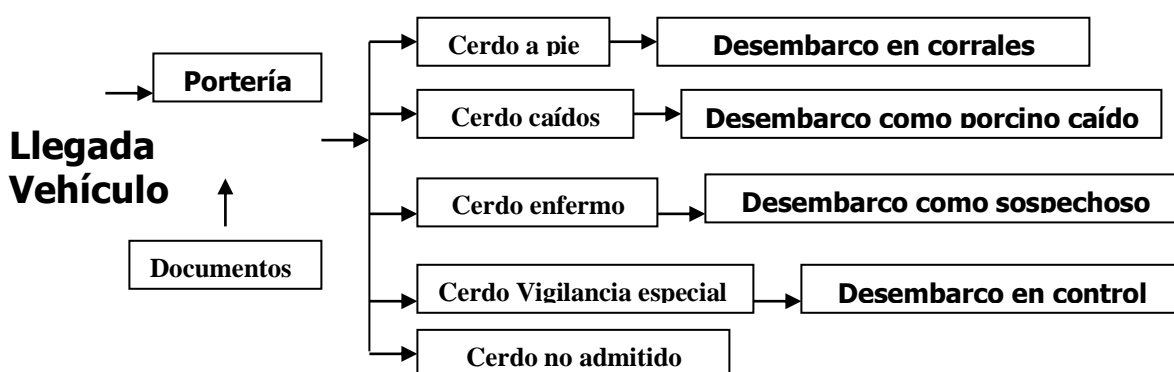 Llegada
Vehículo
Portería
Documentos
Cerdo a pie
Desembarco en corrales
Cerdo caídos
Desembarco como porcino caído
Cerdo enfermo
Desembarco como sospechoso
Cerdo Vigilancia especial
Desembarco en control
Cerdo no admitido